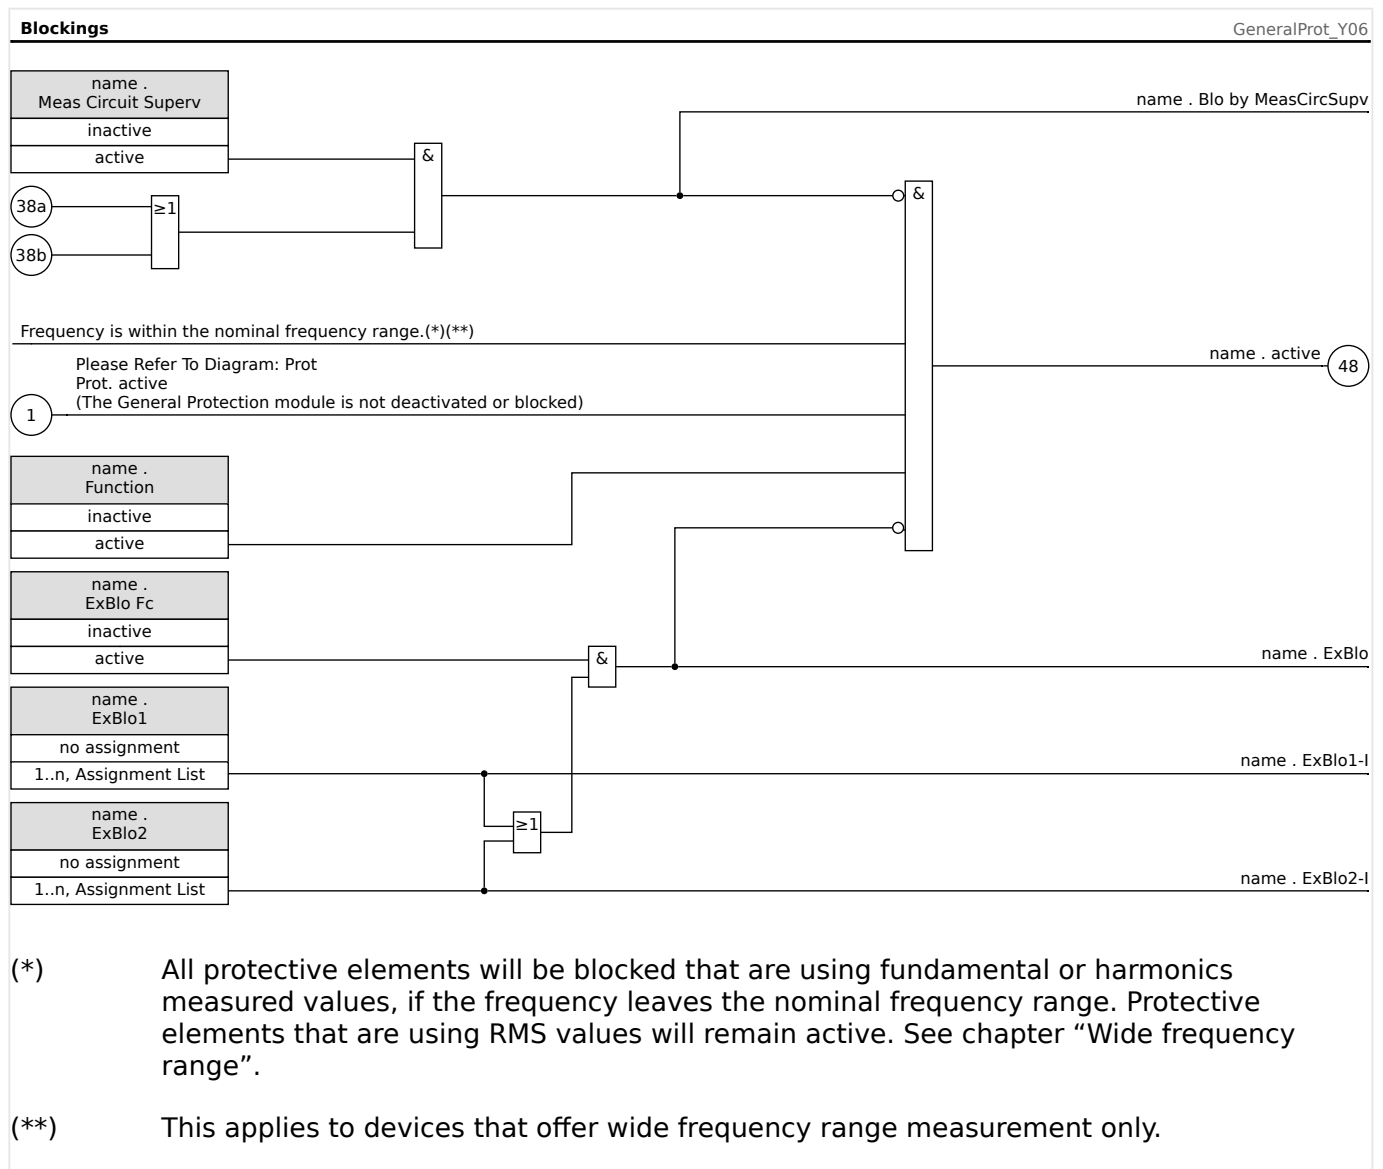 Blockings
GeneralProt_Y06
name .
Meas Circuit Superv
inactive
active
name . Blo by MeasCircSupv
&
38a
≥1
38b
&
Frequency is within the nominal frequency range.(*)(**)
Please Refer To Diagram: Prot
Prot. active
(The General Protection module is not deactivated or blocked)
1
name . active
48
name .
Function
inactive
active
name .
ExBlo Fc
inactive
active
&
name . ExBlo
name .
ExBlo1
no assignment
1..n, Assignment List
name . ExBlo1-I
≥1
name .
ExBlo2
no assignment
1..n, Assignment List
name . ExBlo2-I
(*) All protective elements will be blocked that are using fundamental or harmonics
measured values, if the frequency leaves the nominal frequency range. Protective
elements that are using RMS values will remain active. See chapter “Wide frequency
range”.
(**) This applies to devices that offer wide frequency range measurement only.